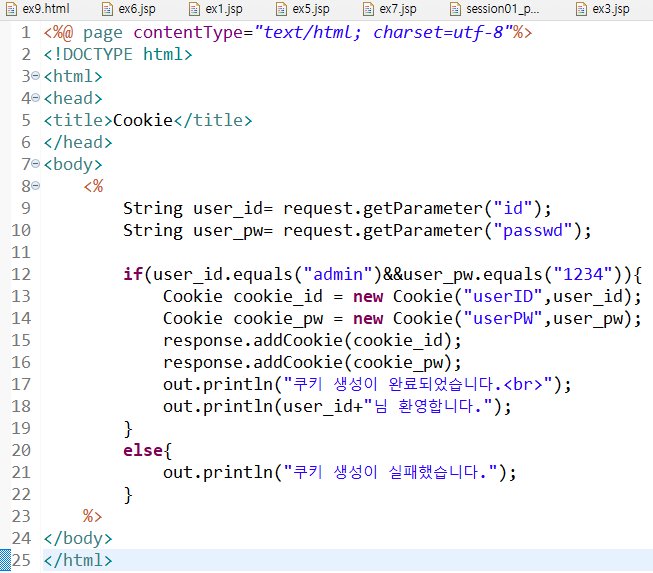 ex9.html ex6.jsp ex1.jsp ex5.jsp ex7.jsp session01_p... ex3.jsp
1 <%@ page contentType="text/html; charset=utf-8"%>
2 <!DOCTYPE html>
3 <html>
4 <head>
5 <title>Cookie</title>
6 </head>
7 <body>
8 <%
9 String user_id= request.getParameter("id");
10 String user_pw= request.getParameter("passwd");
11
12 if(user_id.equals("admin")&&user_pw.equals("1234")){
13 Cookie cookie_id = new Cookie("userID",user_id);
14 Cookie cookie_pw = new Cookie("userPW",user_pw);
15 response.addCookie(cookie_id);
16 response.addCookie(cookie_pw);
17 out.println("쿠키 생성이 완료되었습니다.<br>");
18 out.println(user_id+"님 환영합니다.");
19 }
20 else{
21 out.println("쿠키 생성이 실패했습니다.");
22 }
23 %>
24 </body>
25 </html>